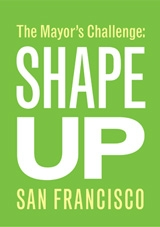 The Mayor's Challenge:
SHAPE
UP
SAN FRANCISCO